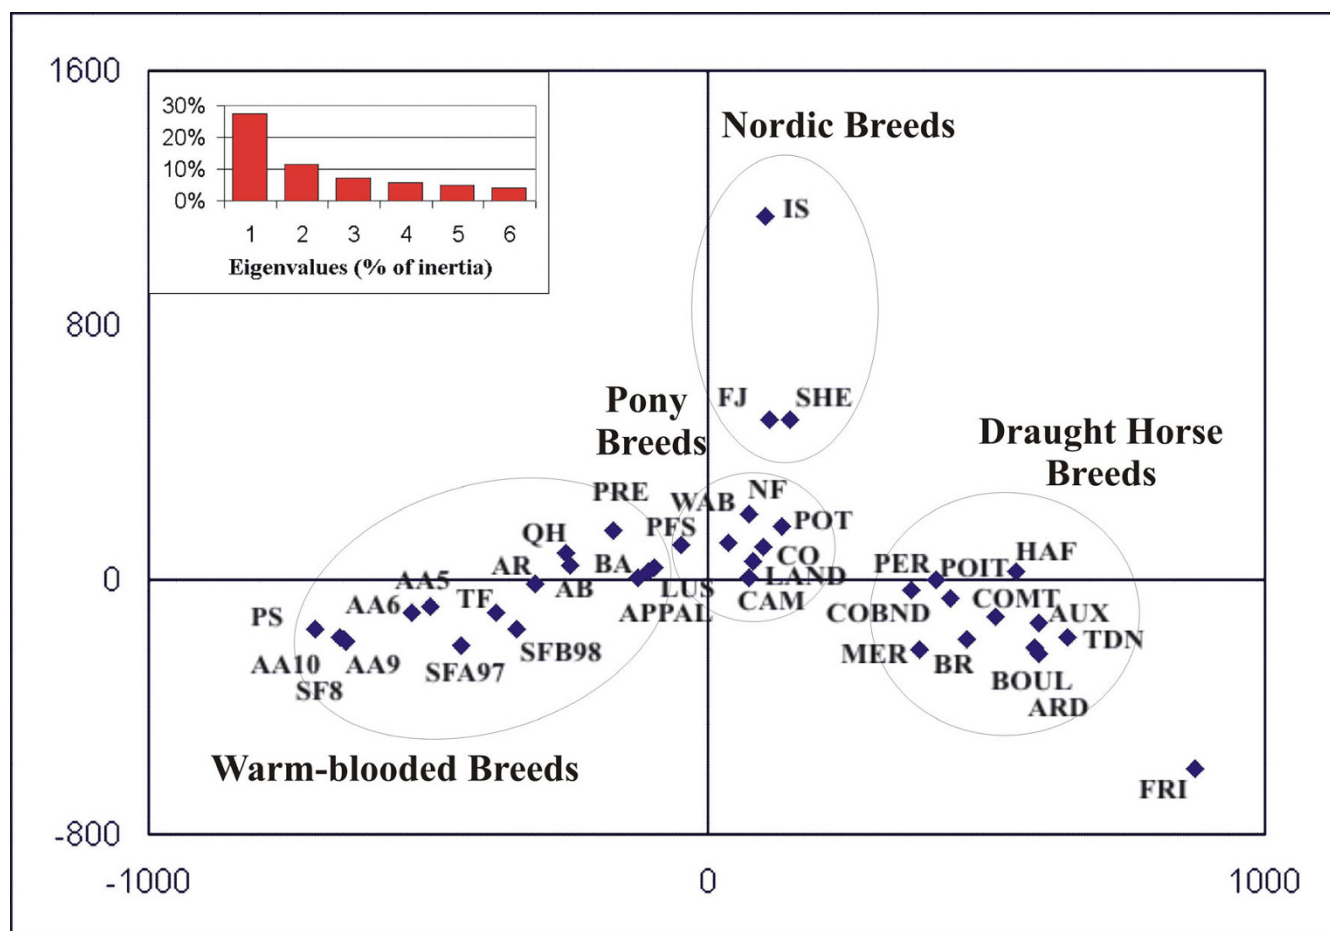 1600
30%
20%
10%
0%
1 2 3 4 5 6
Eigenvalues (% of inertia)
Nordic Breeds
IS
800
FJ SHE
Pony
Breeds
Draught Horse
Breeds
PRE
WAB NF
QH PFS POT
AR AB BA LUS CO
APPAL LAND
CAM
PER POIT HAF
COBND COMT AUX
MER BR TDN
BOUL
ARD
0
AA5
AA6 TF
PS
AA10 AA9
SF8 SFA97 SFB98
Warm-blooded Breeds
FRI
-800
-1000 0 1000